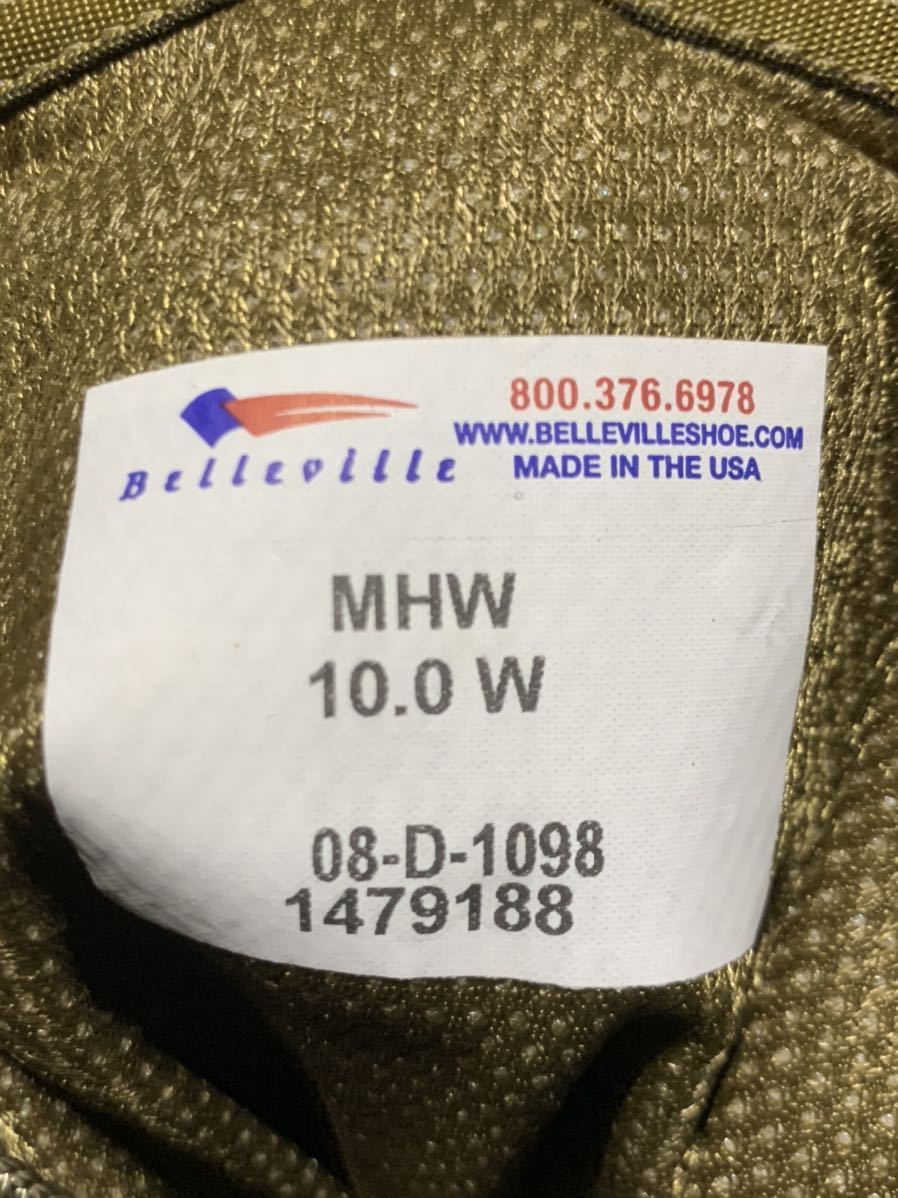 Belleville
800.376.6978
WWW.BELLEVILLESHOE.COM
MADE IN THE USA
MHW
10.0 W
08-D-1098
1479188